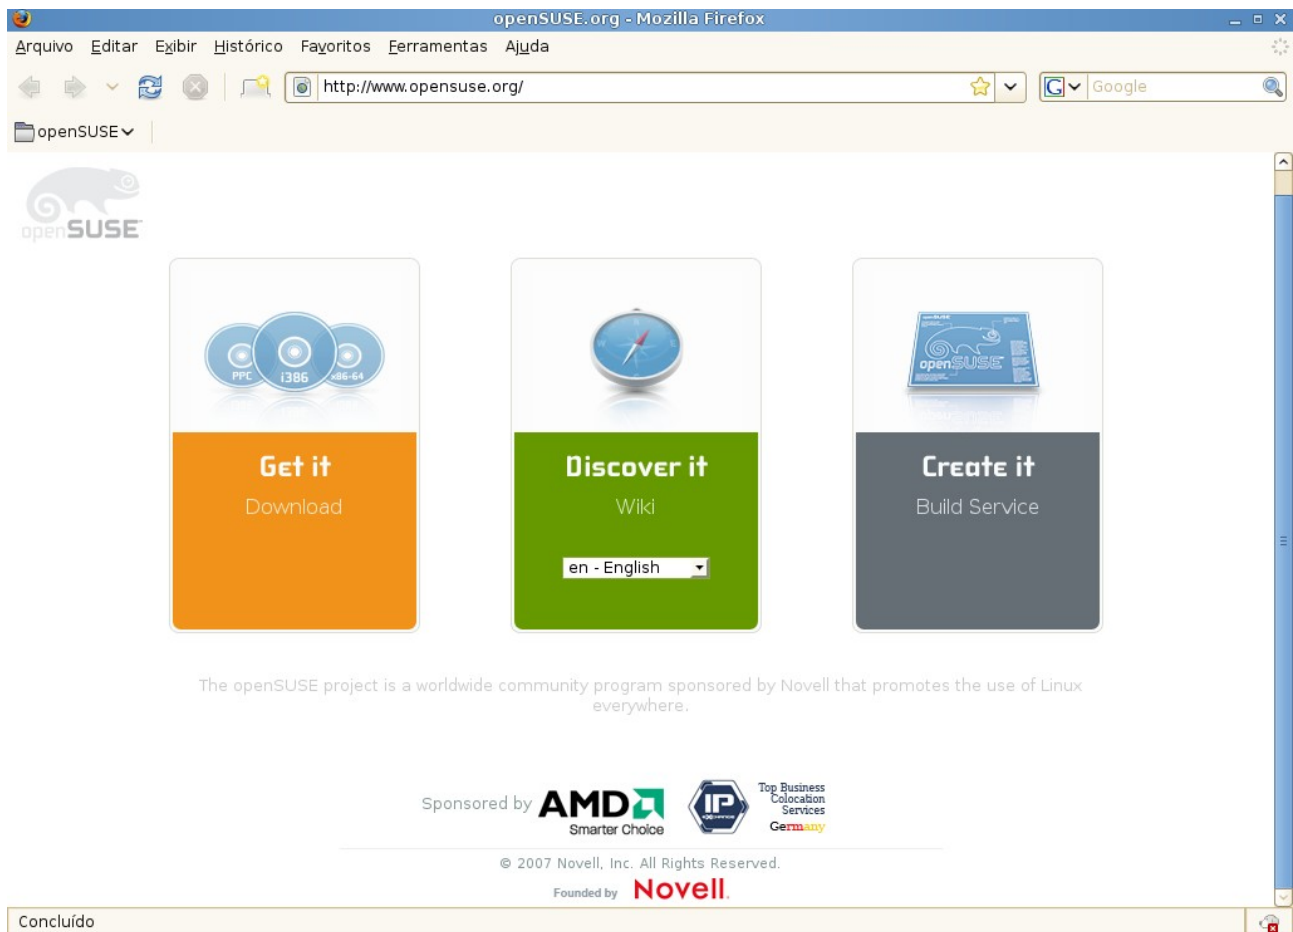 openSUSE.org - Mozilla Firefox
Arquivo Editar Exibir Histórico Favoritos Ferramentas Ajuda
http://www.opensuse.org/
G Google
openSUSE
openSUSE
PPC i386 x86-64
openSUSE
Get it
Download
Discover it
Wiki
en - English
Create it
Build Service
The openSUSE project is a worldwide community program sponsored by Novell that promotes the use of Linux
everywhere.
Sponsored by AMD
Smarter Choice
IP
Top Business
Colocation
Services
Germany
© 2007 Novell, Inc. All Rights Reserved.
Founded by Novell.
Concluído